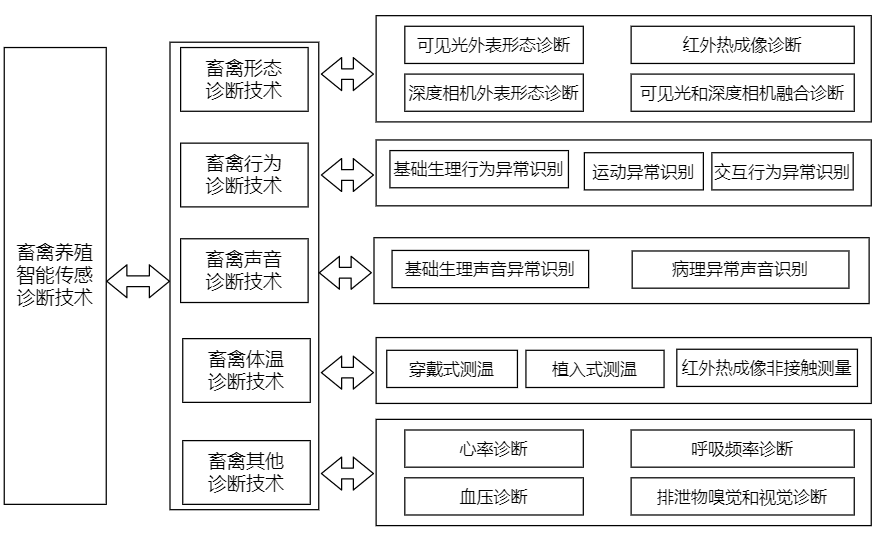 畜禽养殖
智能传感
诊断技术
畜禽形态
诊断技术
可见光外表形态诊断
红外热成像诊断
深度相机外表形态诊断
可见光和深度相机融合诊断
畜禽行为
诊断技术
基础生理行为异常识别
运动异常识别
交互行为异常识别
畜禽声音
诊断技术
基础生理声音异常识别
病理异常声音识别
畜禽体温
诊断技术
穿戴式测温
植入式测温
红外热成像非接触测量
畜禽其他
诊断技术
心率诊断
呼吸频率诊断
血压诊断
排泄物嗅觉和视觉诊断